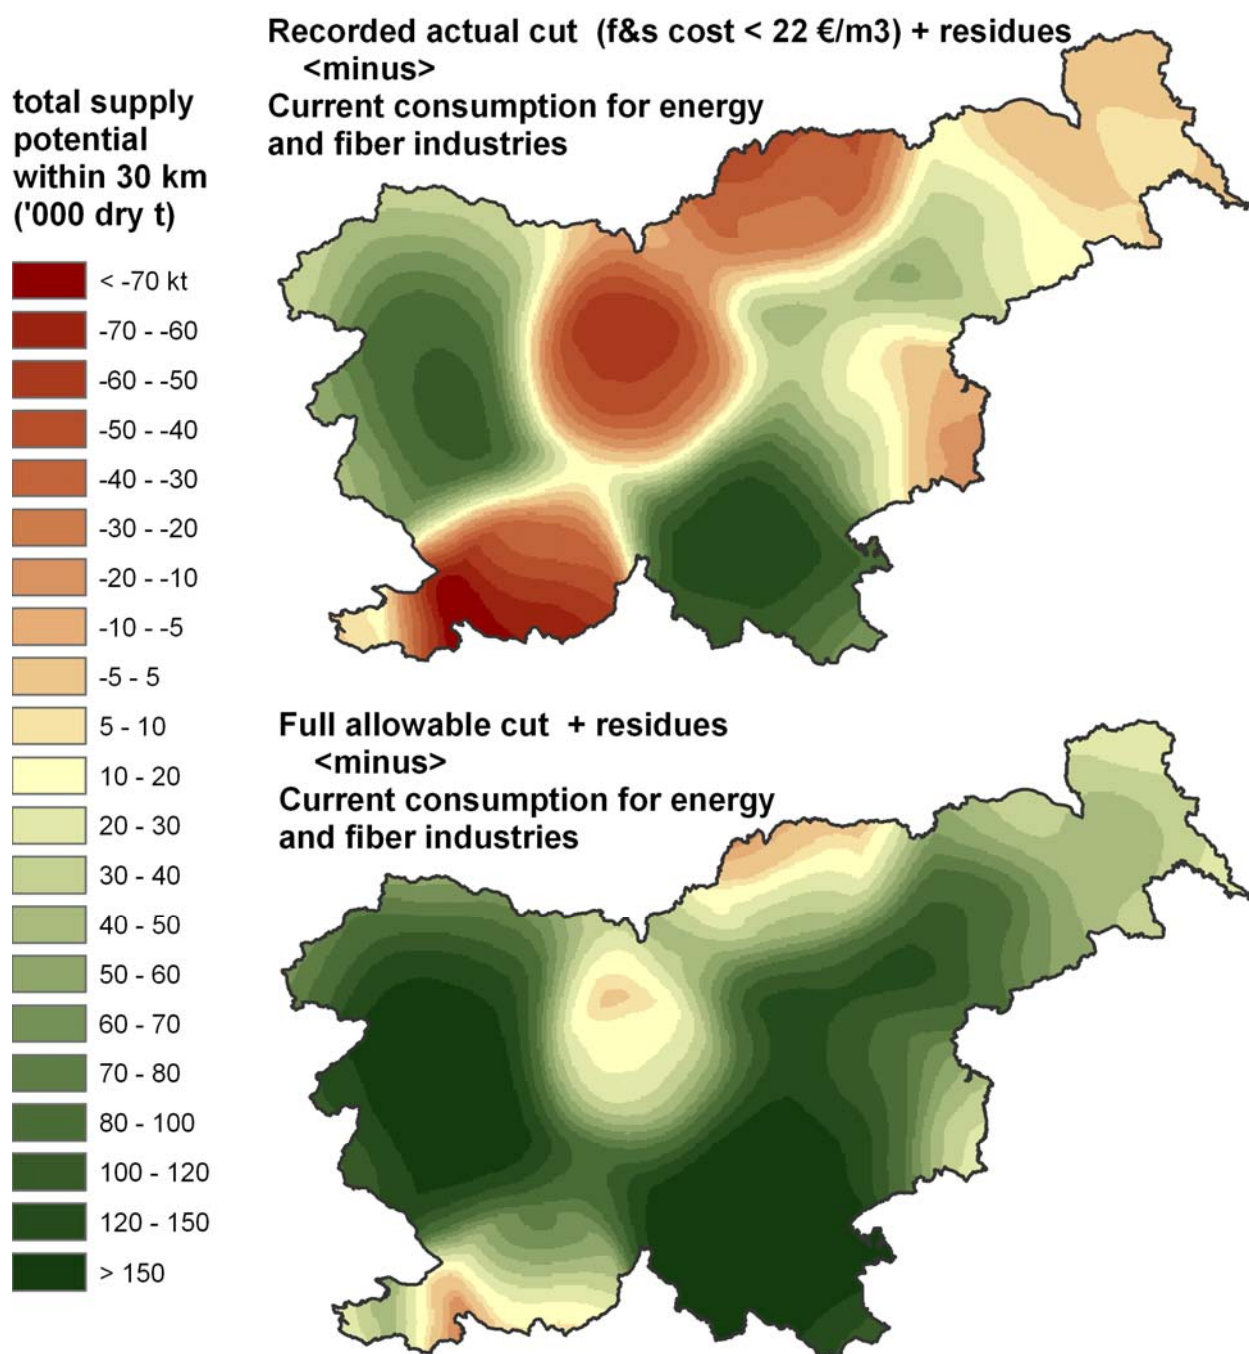 Recorded actual cut (f&s cost < 22 €/m3) + residues
<minus>
Current consumption for energy
and fiber industries
total supply
potential
within 30 km
('000 dry t)
< -70 kt
-70 - -60
-60 - -50
-50 - -40
-40 - -30
-30 - -20
-20 - -10
-10 - -5
-5 - 5
5 - 10
10 - 20
20 - 30
30 - 40
40 - 50
50 - 60
60 - 70
70 - 80
80 - 100
100 - 120
120 - 150
> 150
Full allowable cut + residues
<minus>
Current consumption for energy
and fiber industries